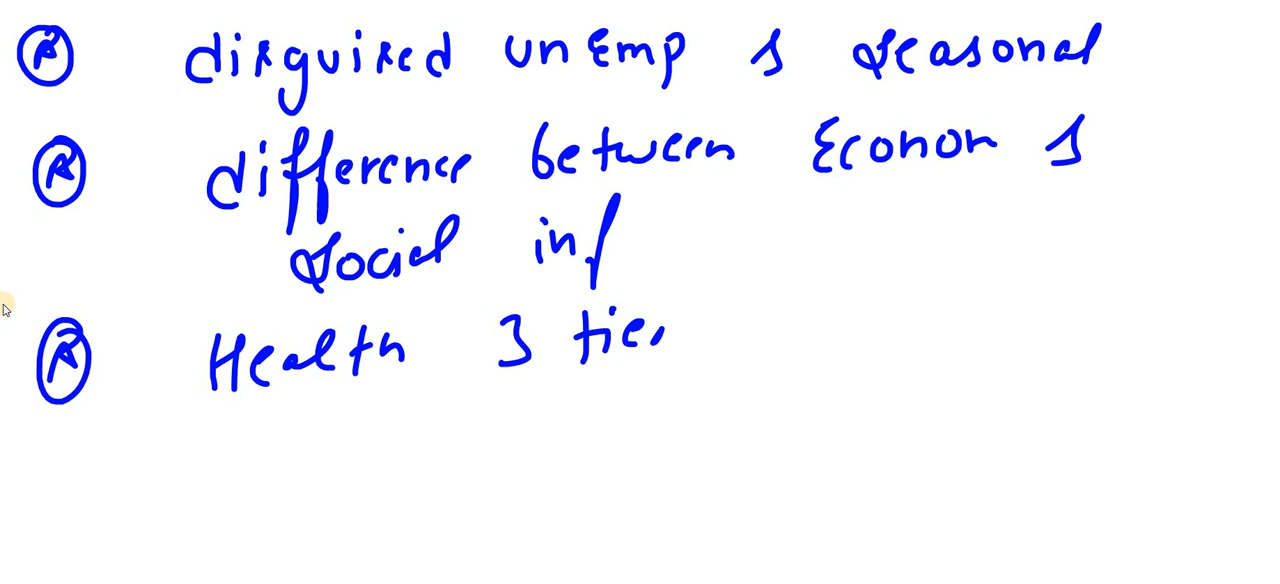 disguised unEmp & seasonal
difference between Econom &
social inf
Health 3 tier